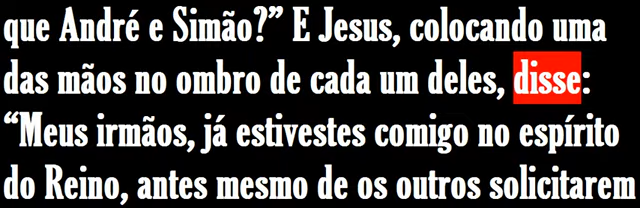 que André e Simão?” E Jesus, colocando uma
das mãos no ombro de cada um deles, disse:
“Meus irmãos, já estivestes comigo no espírito
do Reino, antes mesmo de os outros solicitarem